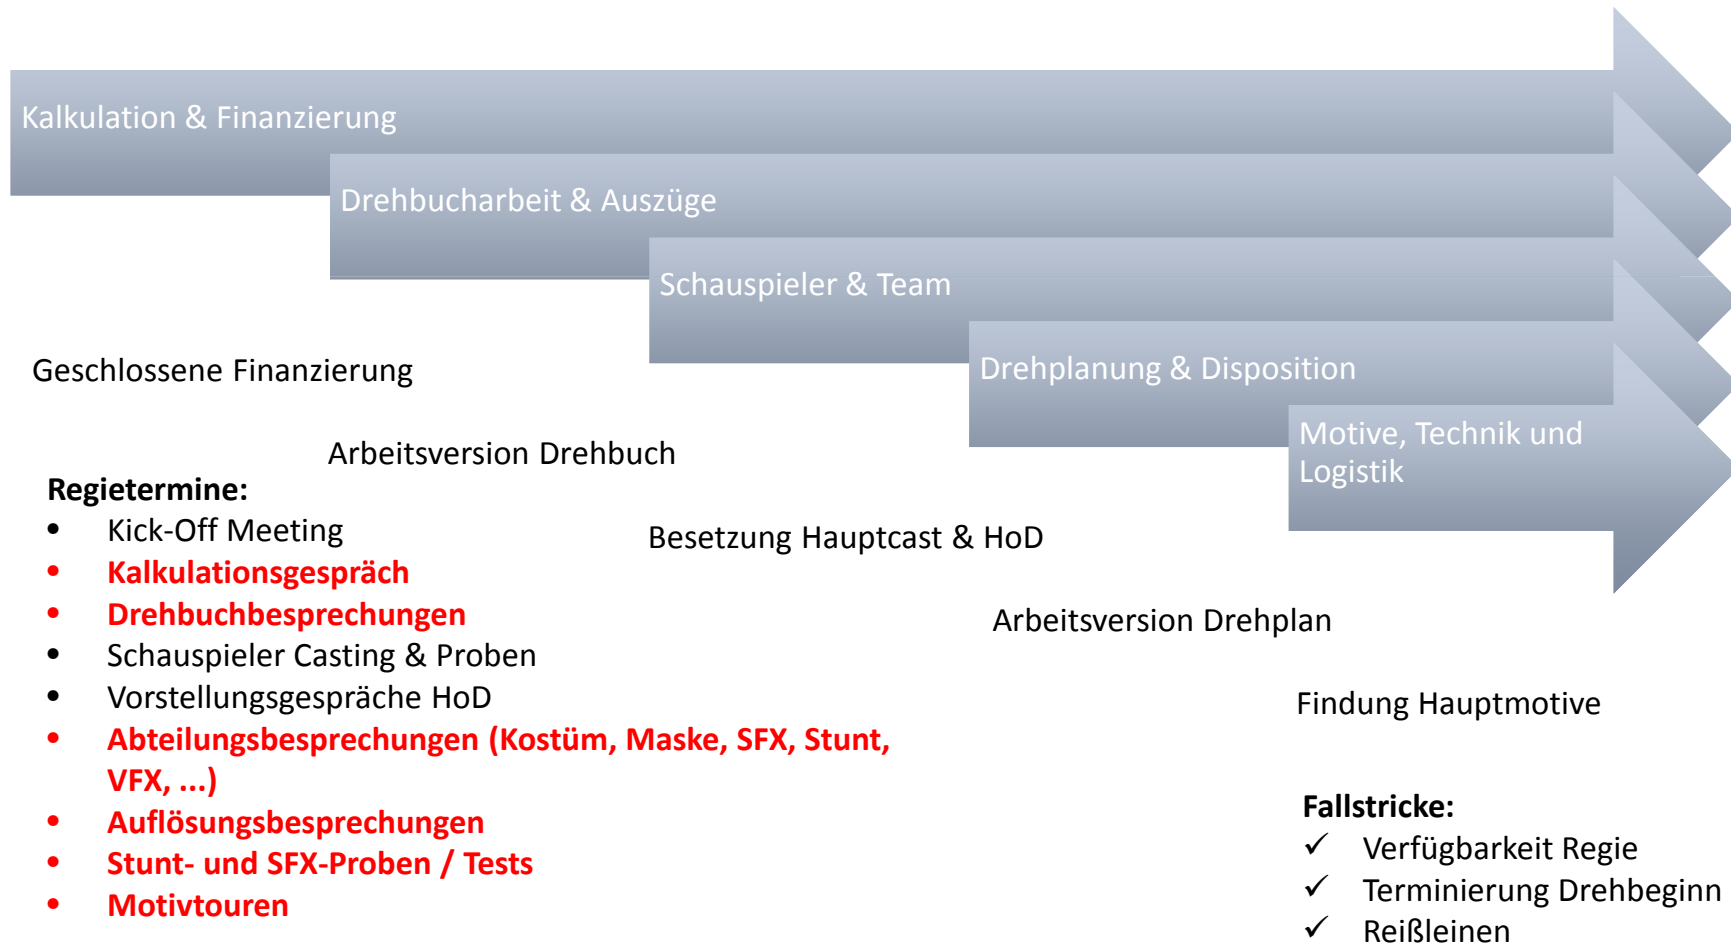 Kalkulation & Finanzierung
Drehbucharbeit & Auszüge
Schauspieler & Team
Drehplanung & Disposition
Motive, Technik und
Logistik
Geschlossene Finanzierung
Arbeitsversion Drehbuch
Besetzung Hauptcast & HoD
Arbeitsversion Drehplan
Findung Hauptmotive
Regietermine:
• Kick-Off Meeting
• Kalkulationsgespräch
• Drehbuchbesprechungen
• Schauspieler Casting & Proben
• Vorstellungsgespräche HoD
• Abteilungsbesprechungen (Kostüm, Maske, SFX, Stunt,
VFX, ...)
• Auflösungsbesprechungen
• Stunt- und SFX-Proben / Tests
• Motivtouren
Fallstricke:
✓ Verfügbarkeit Regie
✓ Terminierung Drehbeginn
✓ Reißleinen